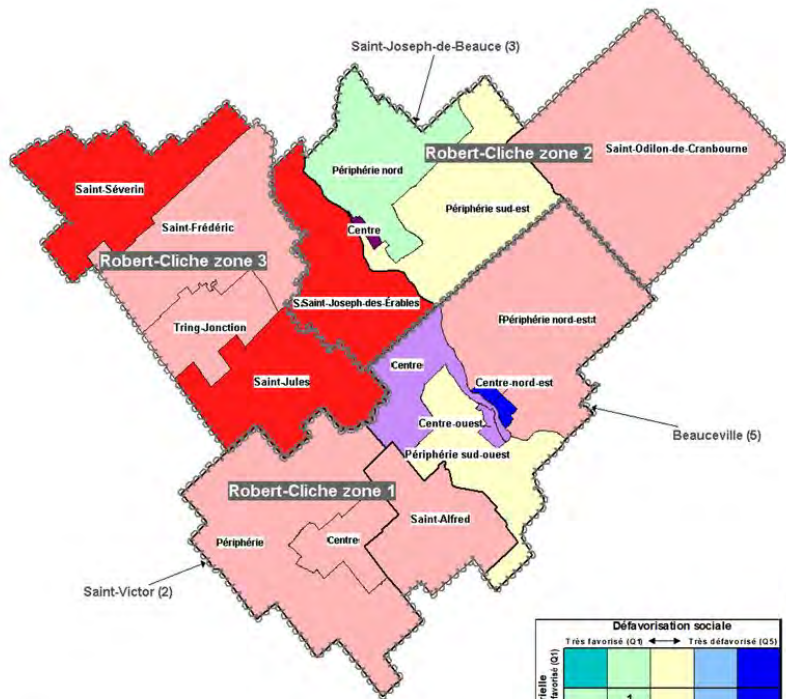 Saint-Joseph-de-Beauce (3)
Périphérie nord
Robert-Cliche zone 2
Saint-Odilon-de-Cranbourne
Saint-Séverin
Périphérie sud-est
Saint-Frédéric
Centre
Robert-Cliche zone 3
Saint-Joseph-des-Érables
Tring-Jonction
Périphérie nord-est
Centre
Saint-Jules
Centre-nord-est
Centre-ouest
Beauceville (5)
Périphérie sud-ouest
Robert-Cliche zone 1
Saint-Alfred
Périphérie
Centre
Saint-Victor (2)
Défavorisation sociale
Très favorisé (Q1) Très défavorisé (Q5)
favorisé (Q1)
1